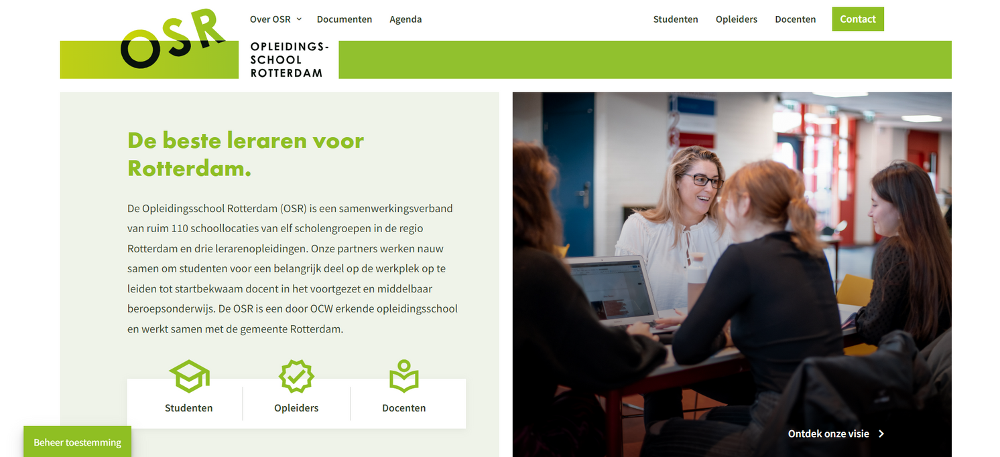 OSR
Over OSR
Documenten
Agenda
Studenten
Opleiders
Docenten
Contact
OPLEIDINGS-
SCHOOL
ROTTERDAM
De beste leraren voor
Rotterdam.
De Opleidingsschool Rotterdam (OSR) is een samenwerkingsverband
van ruim 110 schoollocaties van elf scholengroepen in de regio
Rotterdam en drie lerarenopleidingen. Onze partners werken nauw
samen om studenten voor een belangrijk deel op de werkplek op te
leiden tot startbekwaam docent in het voortgezet en middelbaar
beroepsonderwijs. De OSR is een door OCW erkende opleidingsschool
en werkt samen met de gemeente Rotterdam.
Studenten
Opleiders
Docenten
Beheer toestemming
Ontdek onze visie